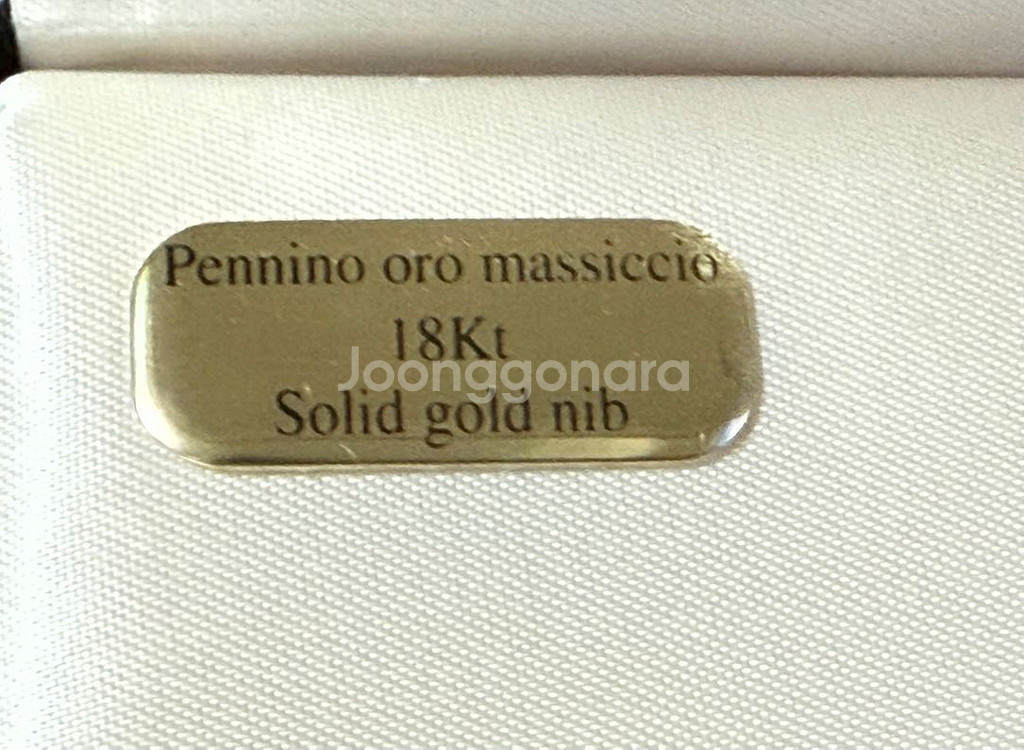 Pennino oro massiccio
18Kt
Joonggonara
Solid gold nib